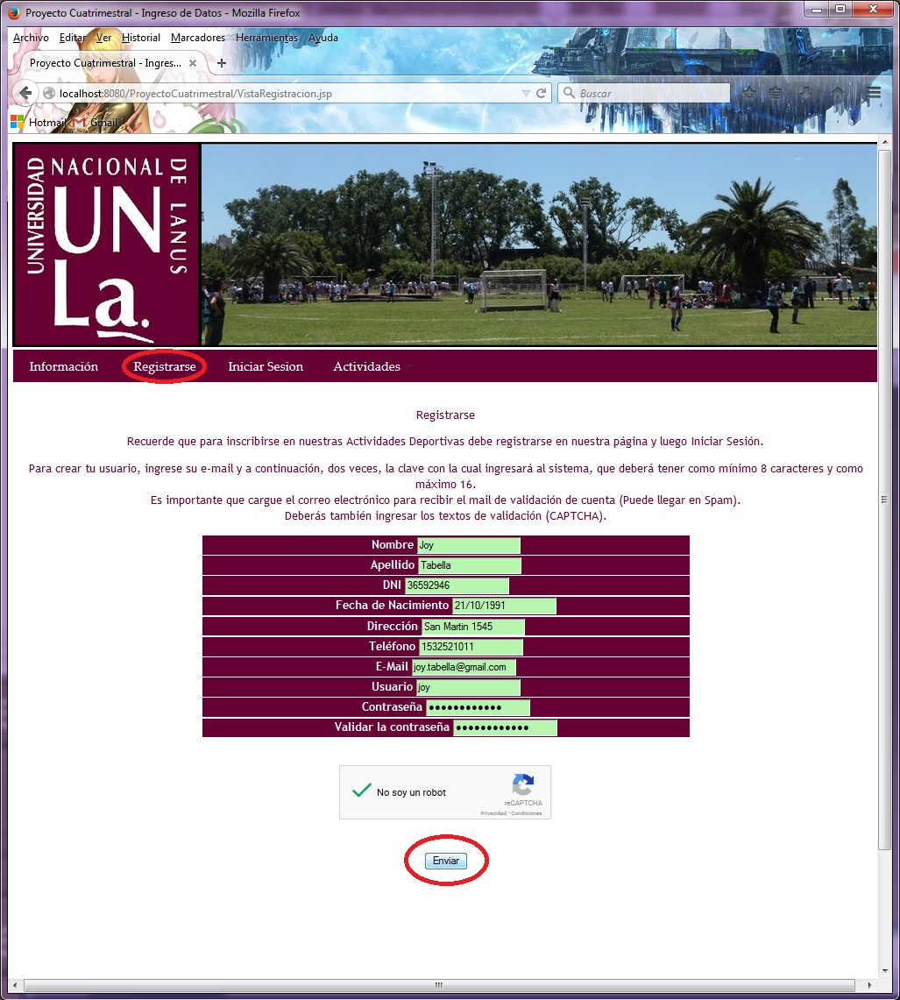 Proyecto Cuatrimestral - Ingreso de Datos - Mozilla Firefox
Archivo Editar Ver Historial Marcadores Herramientas Ayuda
Proyecto Cuatrimestral - Ingres... × +
localhost:8080/ProyectoCuatrimestral/VistaRegistracion.jsp
Buscar
Hotmail Gmail
UNIVERSIDAD NACIONAL DE LANUS
UN
La.
Información Registrarse Iniciar Sesion Actividades
Registrarse
Recuerde que para inscribirse en nuestras Actividades Deportivas debe registrarse en nuestra página y luego Iniciar Sesión.
Para crear tu usuario, ingrese su e-mail y a continuación, dos veces, la clave con la cual ingresará al sistema, que deberá tener como mínimo 8 caracteres y como
máximo 16.
Es importante que cargue el correo electrónico para recibir el mail de validación de cuenta (Puede llegar en Spam).
Deberás también ingresar los textos de validación (CAPTCHA).
Nombre Joy
Apellido Tabella
DNI 36592946
Fecha de Nacimiento 21/10/1991
Dirección San Martin 1545
Teléfono 1532521011
E-Mail joy.tabella@gmail.com
Usuario joy
Contraseña ●●●●●●●●●●●●
Validar la contraseña ●●●●●●●●●●●●
No soy un robot
reCAPTCHA
Privacidad - Condiciones
Enviar